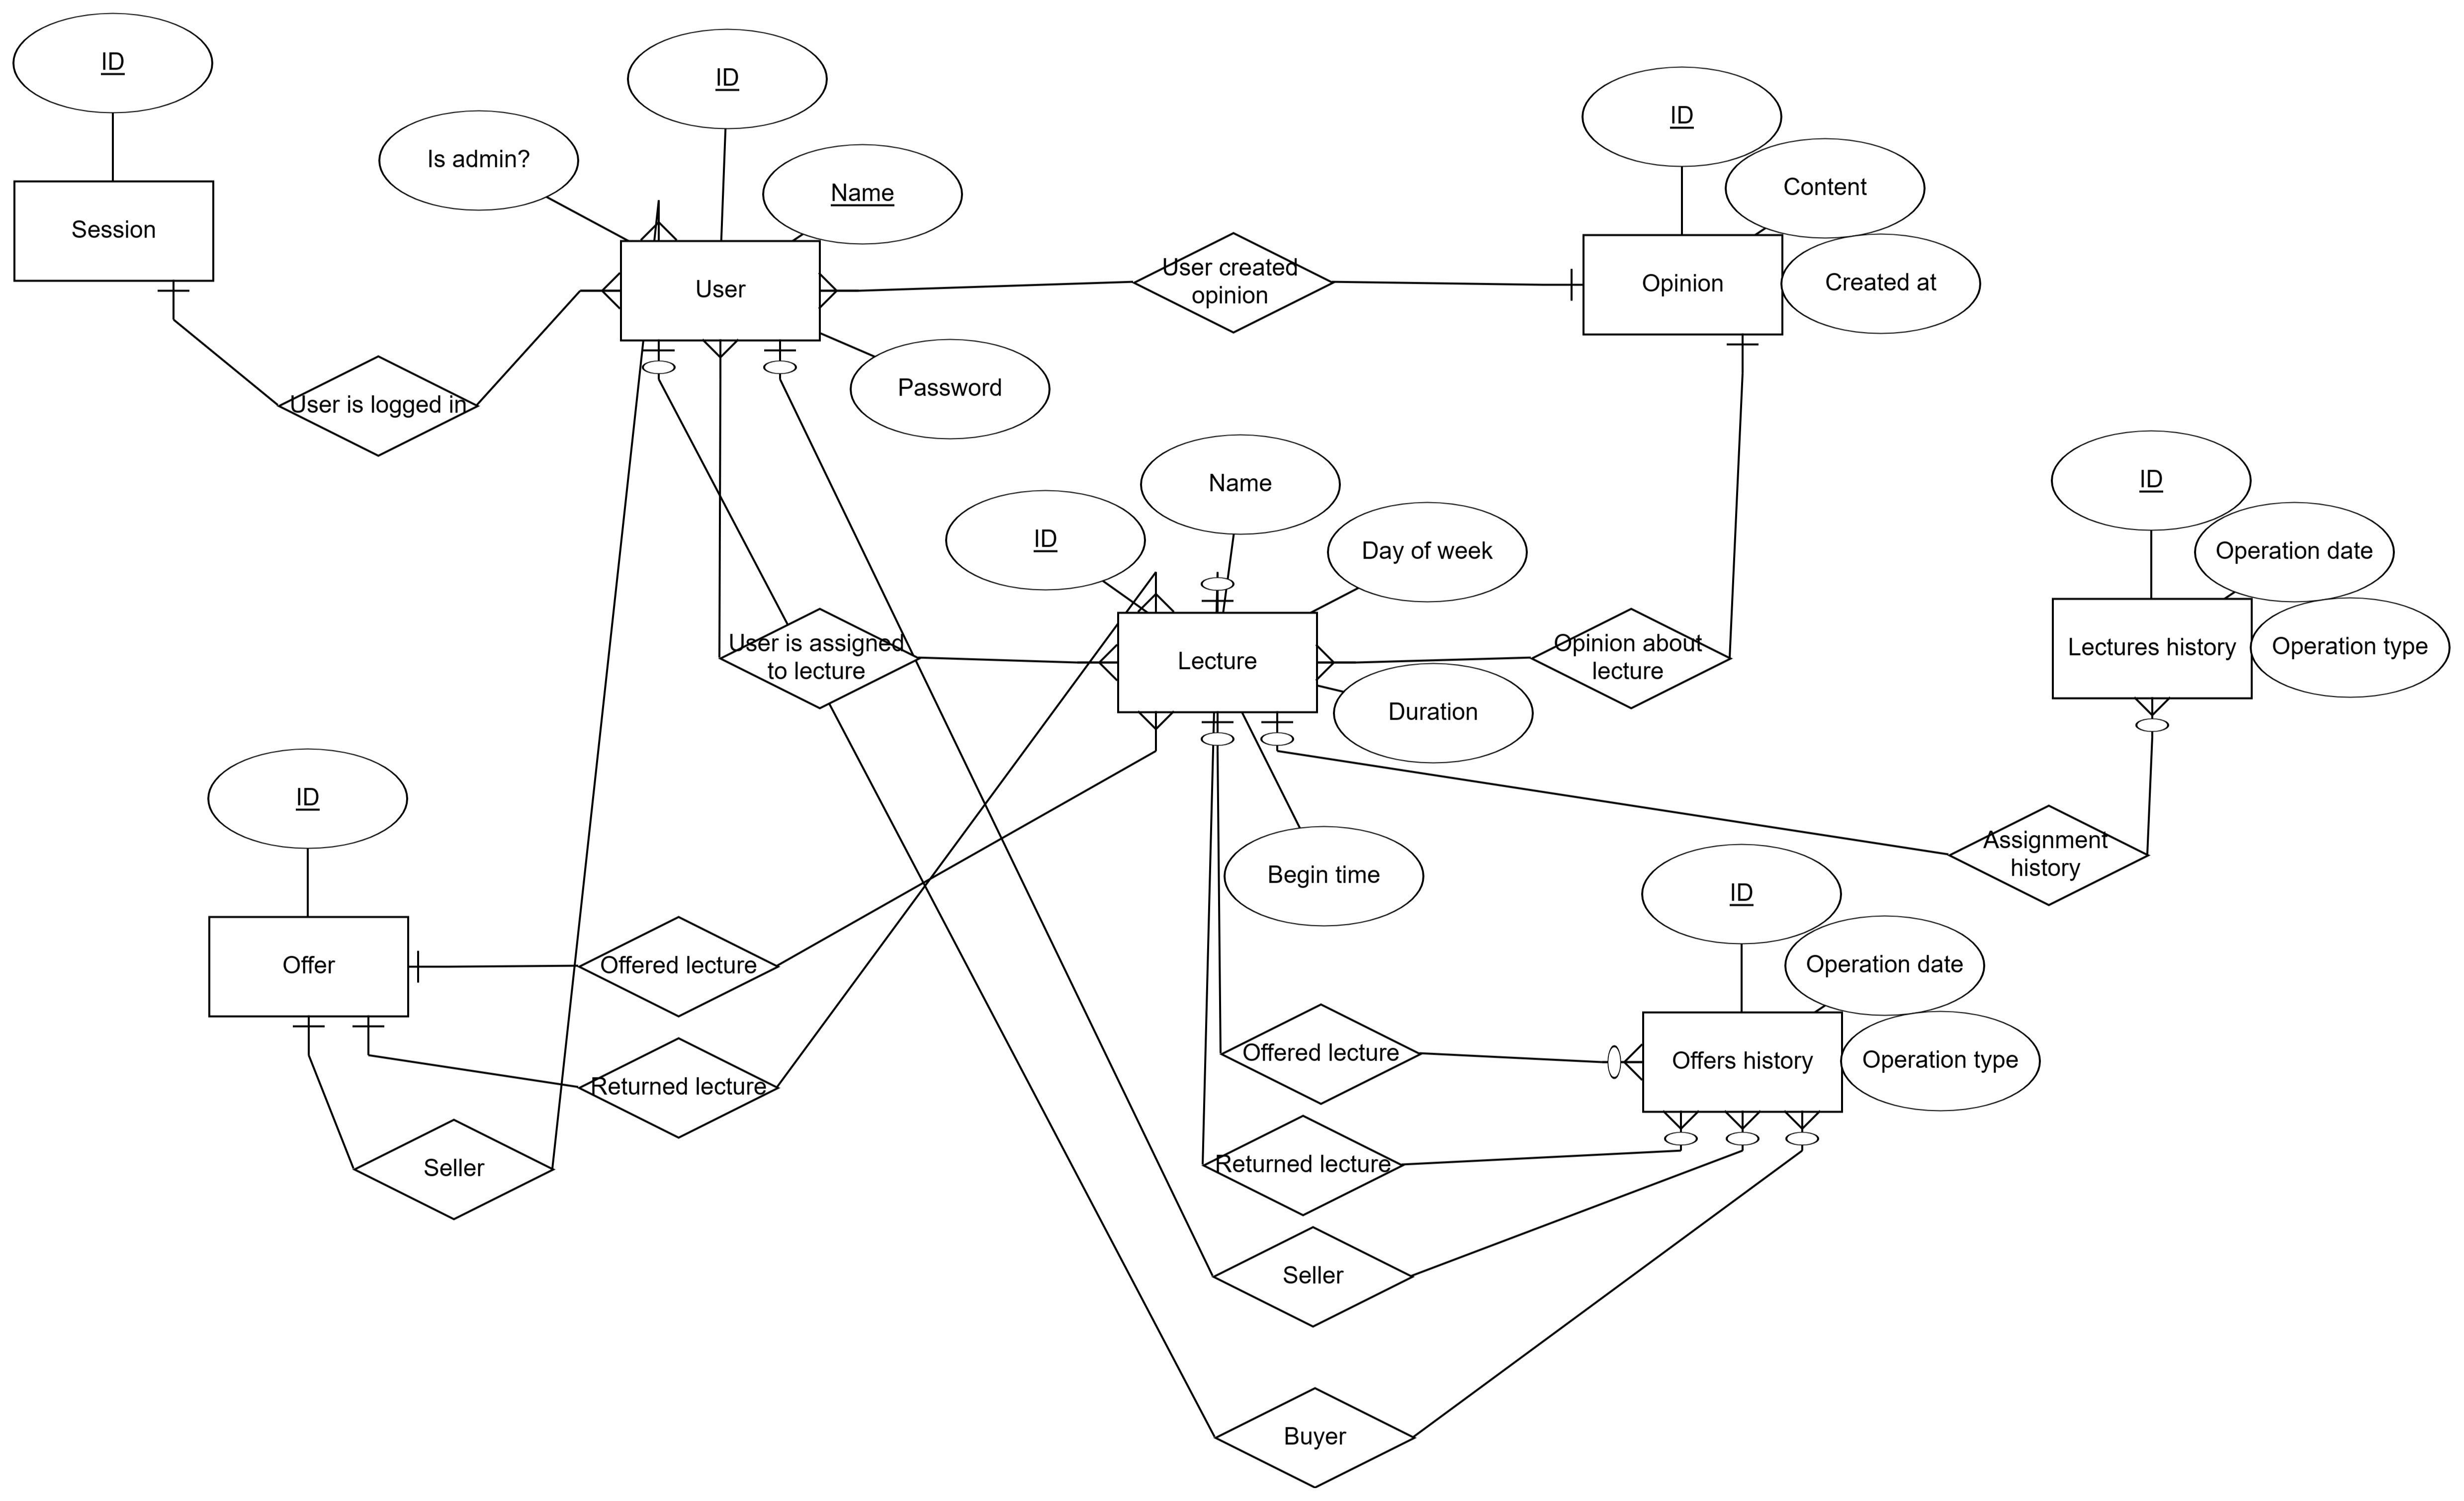 ID
ID
Is admin?
Name
Session
User
Password
User is logged in
User created
opinion
ID
Content
Opinion
Created at
Name
ID
Day of week
User is assigned
to lecture
Lecture
Opinion about
lecture
Duration
Begin time
ID
Operation date
Lectures history
Operation type
Assignment
history
ID
Offer
Offered lecture
Returned lecture
Seller
ID
Operation date
Offers history
Operation type
Offered lecture
Returned lecture
Seller
Buyer